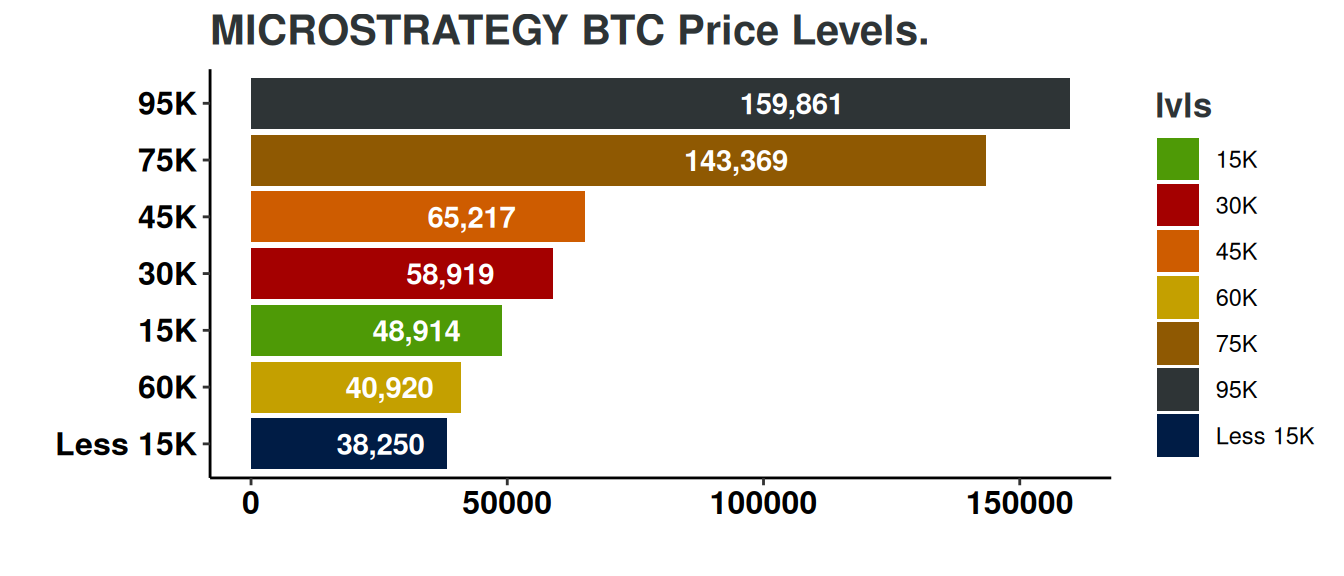 MICROSTRATEGY BTC Price Levels.
95K 159,861
75K 143,369
45K 65,217
30K 58,919
15K 48,914
60K 40,920
Less 15K 38,250
0 50000 100000 150000
lvls
15K
30K
45K
60K
75K
95K
Less 15K